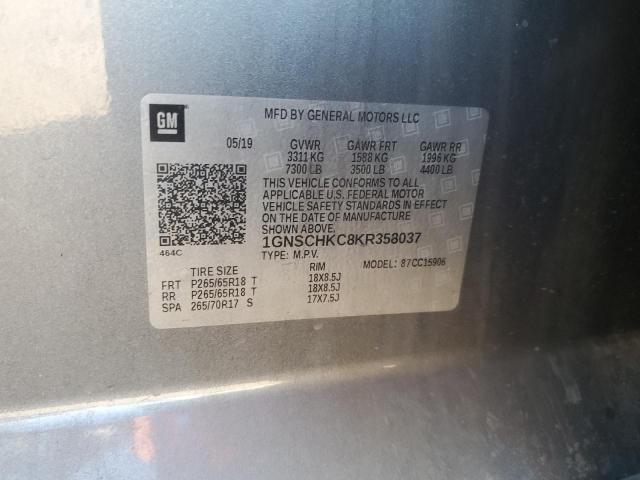 GM
MFD BY GENERAL MOTORS LLC
05/19 GVWR GAWR FRT GAWR RR
3311 KG 1588 KG 1996 KG
7300 LB 3500 LB 4400 LB
THIS VEHICLE CONFORMS TO ALL
APPLICABLE U.S. FEDERAL MOTOR
VEHICLE SAFETY STANDARDS IN EFFECT
ON THE DATE OF MANUFACTURE
SHOWN ABOVE.
464C
1GNSCHKC8KR358037
TYPE: M.P.V. MODEL: 87CC15906
TIRE SIZE RIM
FRT P265/65R18 T 18X8.5J
RR P265/65R18 T 18X8.5J
SPA 265/70R17 S 17X7.5J